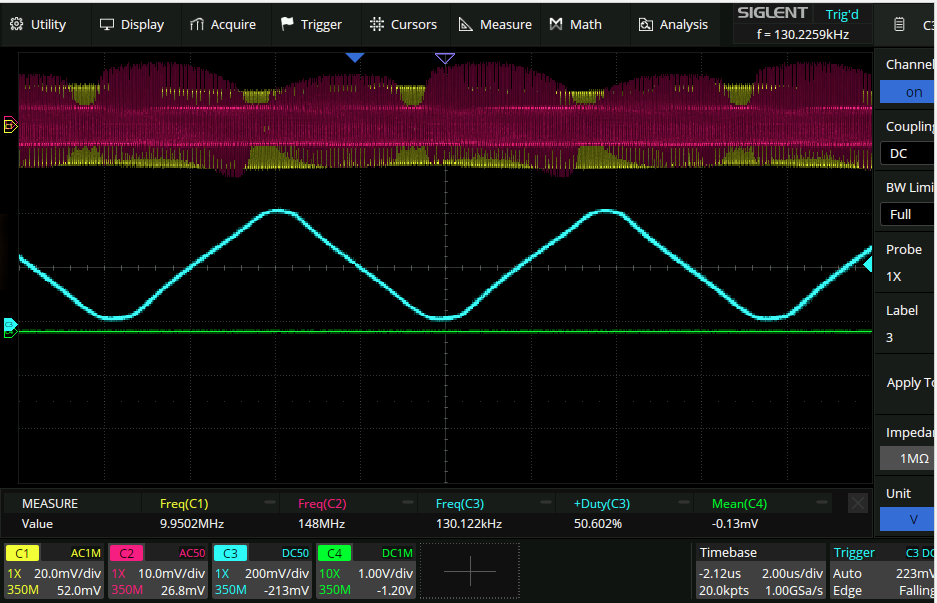 Utility Display Acquire Trigger Cursors Measure Math Analysis
SIGLENT Trig'd
f = 130.2259kHz
C3
Channel
on
Coupling
DC
BW Limi
Full
Probe
1X
Label
3
Apply To
Impedan
1MΩ
Unit
V
MEASURE Freq(C1) Freq(C2) Freq(C3) +Duty(C3) Mean(C4)
Value 9.9502MHz 148MHz 130.122kHz 50.602% -0.13mV
C1 AC1M C2 AC50 C3 DC50 C4 DC1M Timebase Trigger C3 DC
1X 20.0mV/div 1X 10.0mV/div 1X 200mV/div 10X 1.00V/div -2.12us 2.00us/div Auto 223mV
350M 52.0mV 350M 26.8mV 350M -213mV 350M -1.20V 20.0kpts 1.00GSa/s Edge Falling